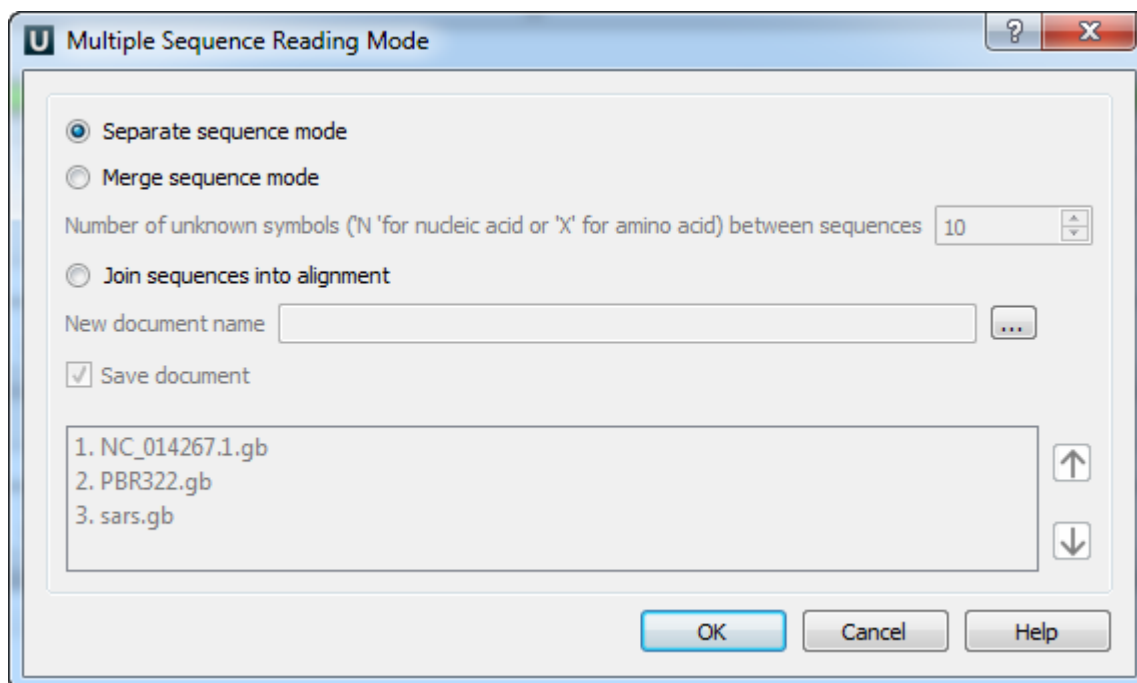 U Multiple Sequence Reading Mode ? X
Separate sequence mode
Merge sequence mode
Number of unknown symbols ('N 'for nucleic acid or 'X' for amino acid) between sequences 10
Join sequences into alignment
New document name ...
Save document
1. NC_014267.1.gb
2. PBR322.gb
3. sars.gb
OK Cancel Help